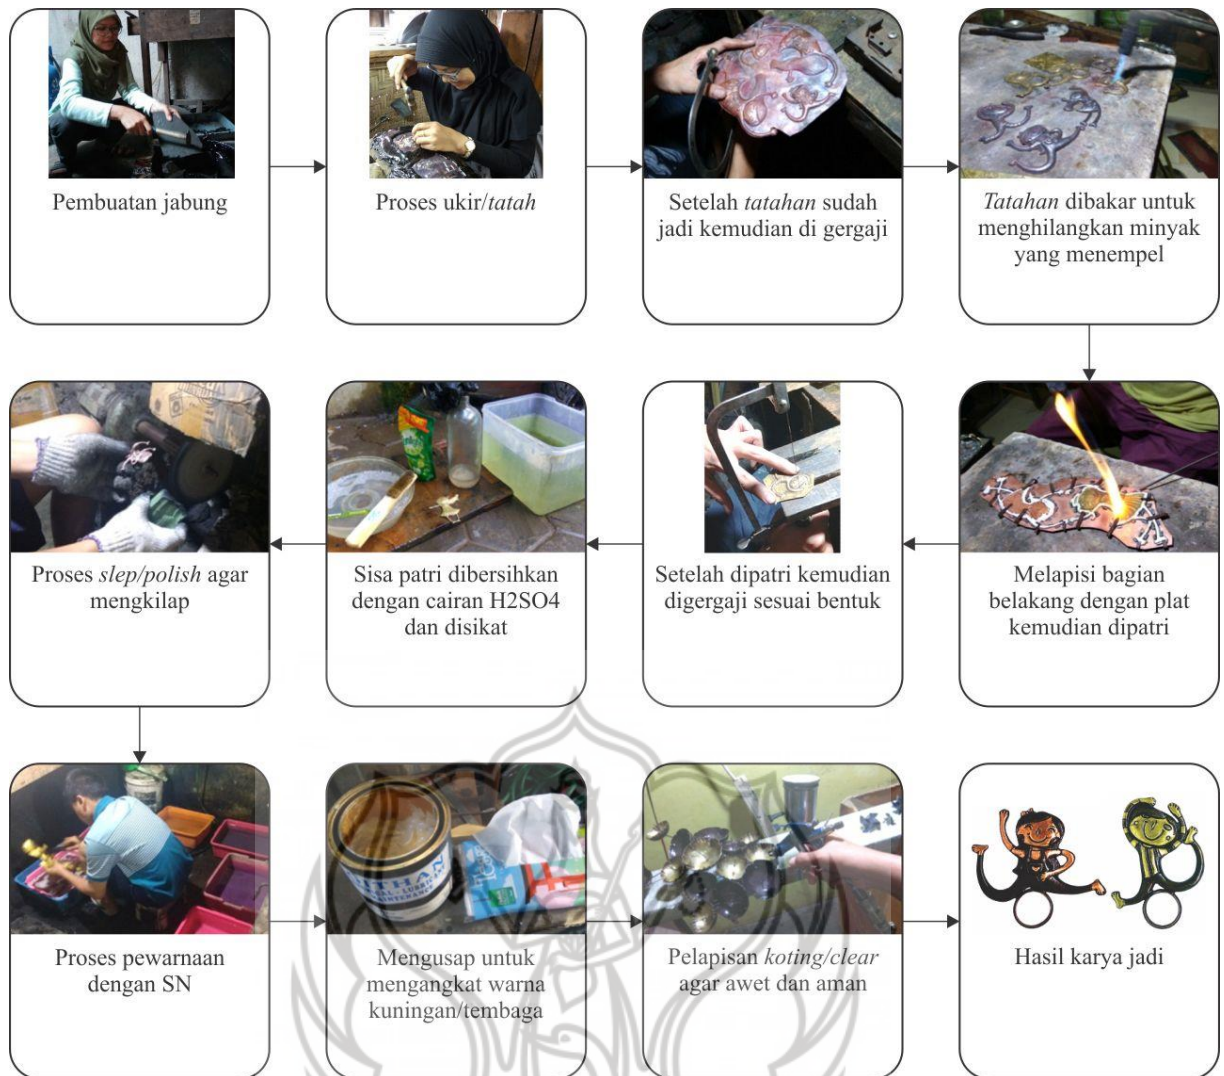 Pembuatan jabung
Proses ukir/tatah
Setelah tatahan sudah
jadi kemudian di gergaji
Tatahan dibakar untuk
menghilangkan minyak
yang menempel
Melapisi bagian
belakang dengan plat
kemudian dipatri
Setelah dipatri kemudian
digergaji sesuai bentuk
Sisa patri dibersihkan
dengan cairan H2SO4
dan disikat
Proses slep/polish agar
mengkilap
Proses pewarnaan
dengan SN
Mengusap untuk
mengangkat warna
kuningan/tembaga
Pelapisan koting/clear
agar awet dan aman
Hasil karya jadi